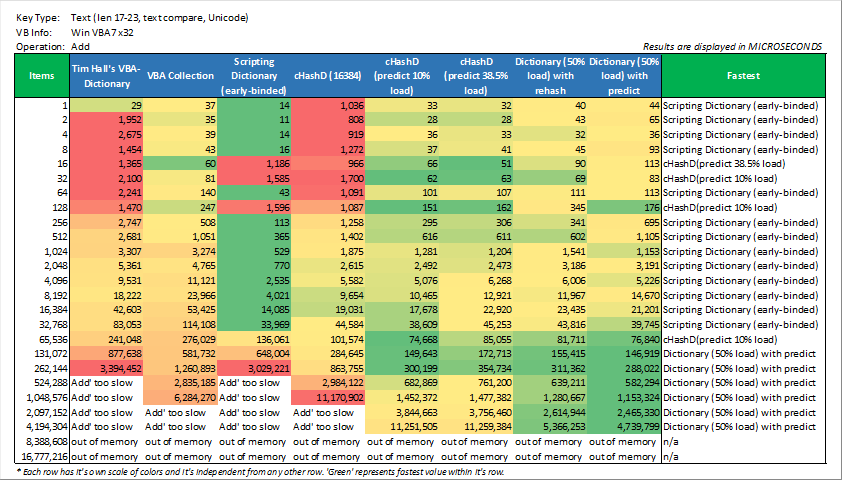 Key Type: Text (len 17-23, text compare, Unicode)
VB Info: Win VBA7 x32
Operation: Add
Results are displayed in MICROSECONDS
Items Tim Hall's VBA-Dictionary VBA Collection Scripting Dictionary (early-binded) cHashD (16384) cHashD (predict 10% load) cHashD (predict 38.5% load) Dictionary (50% load) with rehash Dictionary (50% load) with predict Fastest
1 29 37 14 1,036 33 32 40 44 Scripting Dictionary (early-binded)
2 1,952 35 11 808 28 28 43 65 Scripting Dictionary (early-binded)
4 2,675 39 14 919 36 33 32 36 Scripting Dictionary (early-binded)
8 1,454 43 16 1,272 37 41 45 93 Scripting Dictionary (early-binded)
16 1,365 60 1,186 966 66 51 90 113 cHashD(predict 38.5% load)
32 2,100 81 1,585 1,700 62 63 69 83 cHashD(predict 10% load)
64 2,241 140 43 1,091 101 107 111 113 Scripting Dictionary (early-binded)
128 1,470 247 1,596 1,087 151 162 345 176 cHashD(predict 10% load)
256 2,747 508 113 1,258 295 306 341 695 Scripting Dictionary (early-binded)
512 2,681 1,051 365 1,402 616 611 602 1,105 Scripting Dictionary (early-binded)
1,024 3,307 3,274 529 1,875 1,281 1,204 1,541 1,153 Scripting Dictionary (early-binded)
2,048 5,361 4,765 770 2,615 2,492 2,473 3,186 3,191 Scripting Dictionary (early-binded)
4,096 9,531 11,121 2,535 5,582 5,076 6,268 6,006 5,226 Scripting Dictionary (early-binded)
8,192 18,222 23,966 4,021 9,654 10,465 12,921 11,967 14,670 Scripting Dictionary (early-binded)
16,384 42,603 53,425 14,085 19,031 17,678 22,920 23,435 21,201 Scripting Dictionary (early-binded)
32,768 83,053 114,108 33,969 44,584 38,609 45,253 43,816 39,745 Scripting Dictionary (early-binded)
65,536 241,048 276,029 136,061 101,574 74,668 85,055 81,711 76,840 cHashD(predict 10% load)
131,072 877,638 581,732 648,004 284,645 149,643 172,713 155,415 146,919 Dictionary (50% load) with predict
262,144 3,394,452 1,260,893 3,029,221 863,755 300,199 354,734 311,362 288,022 Dictionary (50% load) with predict
524,288 Add' too slow 2,835,185 Add' too slow 2,984,122 682,869 761,200 639,211 582,294 Dictionary (50% load) with predict
1,048,576 Add' too slow 6,284,270 Add' too slow 11,170,902 1,452,372 1,477,382 1,280,667 1,153,324 Dictionary (50% load) with predict
2,097,152 Add' too slow Add' too slow Add' too slow Add' too slow 3,844,663 3,756,460 2,614,944 2,465,330 Dictionary (50% load) with predict
4,194,304 Add' too slow Add' too slow Add' too slow Add' too slow 11,251,505 11,259,384 5,366,253 4,739,799 Dictionary (50% load) with predict
8,388,608 out of memory out of memory out of memory out of memory out of memory out of memory out of memory out of memory n/a
16,777,216 out of memory out of memory out of memory out of memory out of memory out of memory out of memory out of memory n/a
* Each row has it's own scale of colors and it's independent from any other row. 'Green' represents fastest value within it's row.